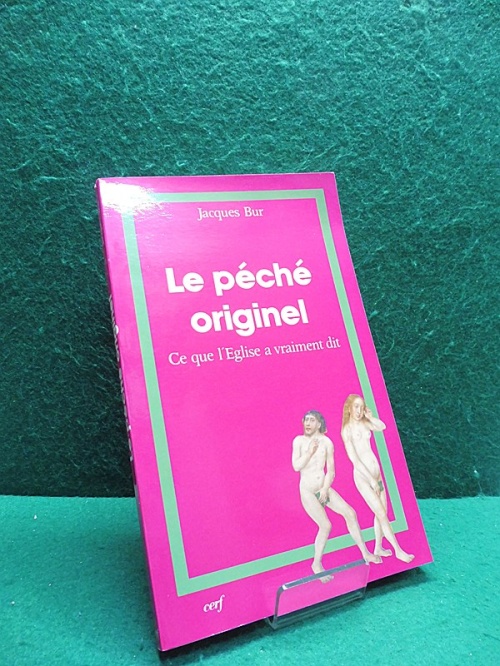 Jacques Bur
Le péché
originel
Ce que l'Eglise a vraiment dit
cerf